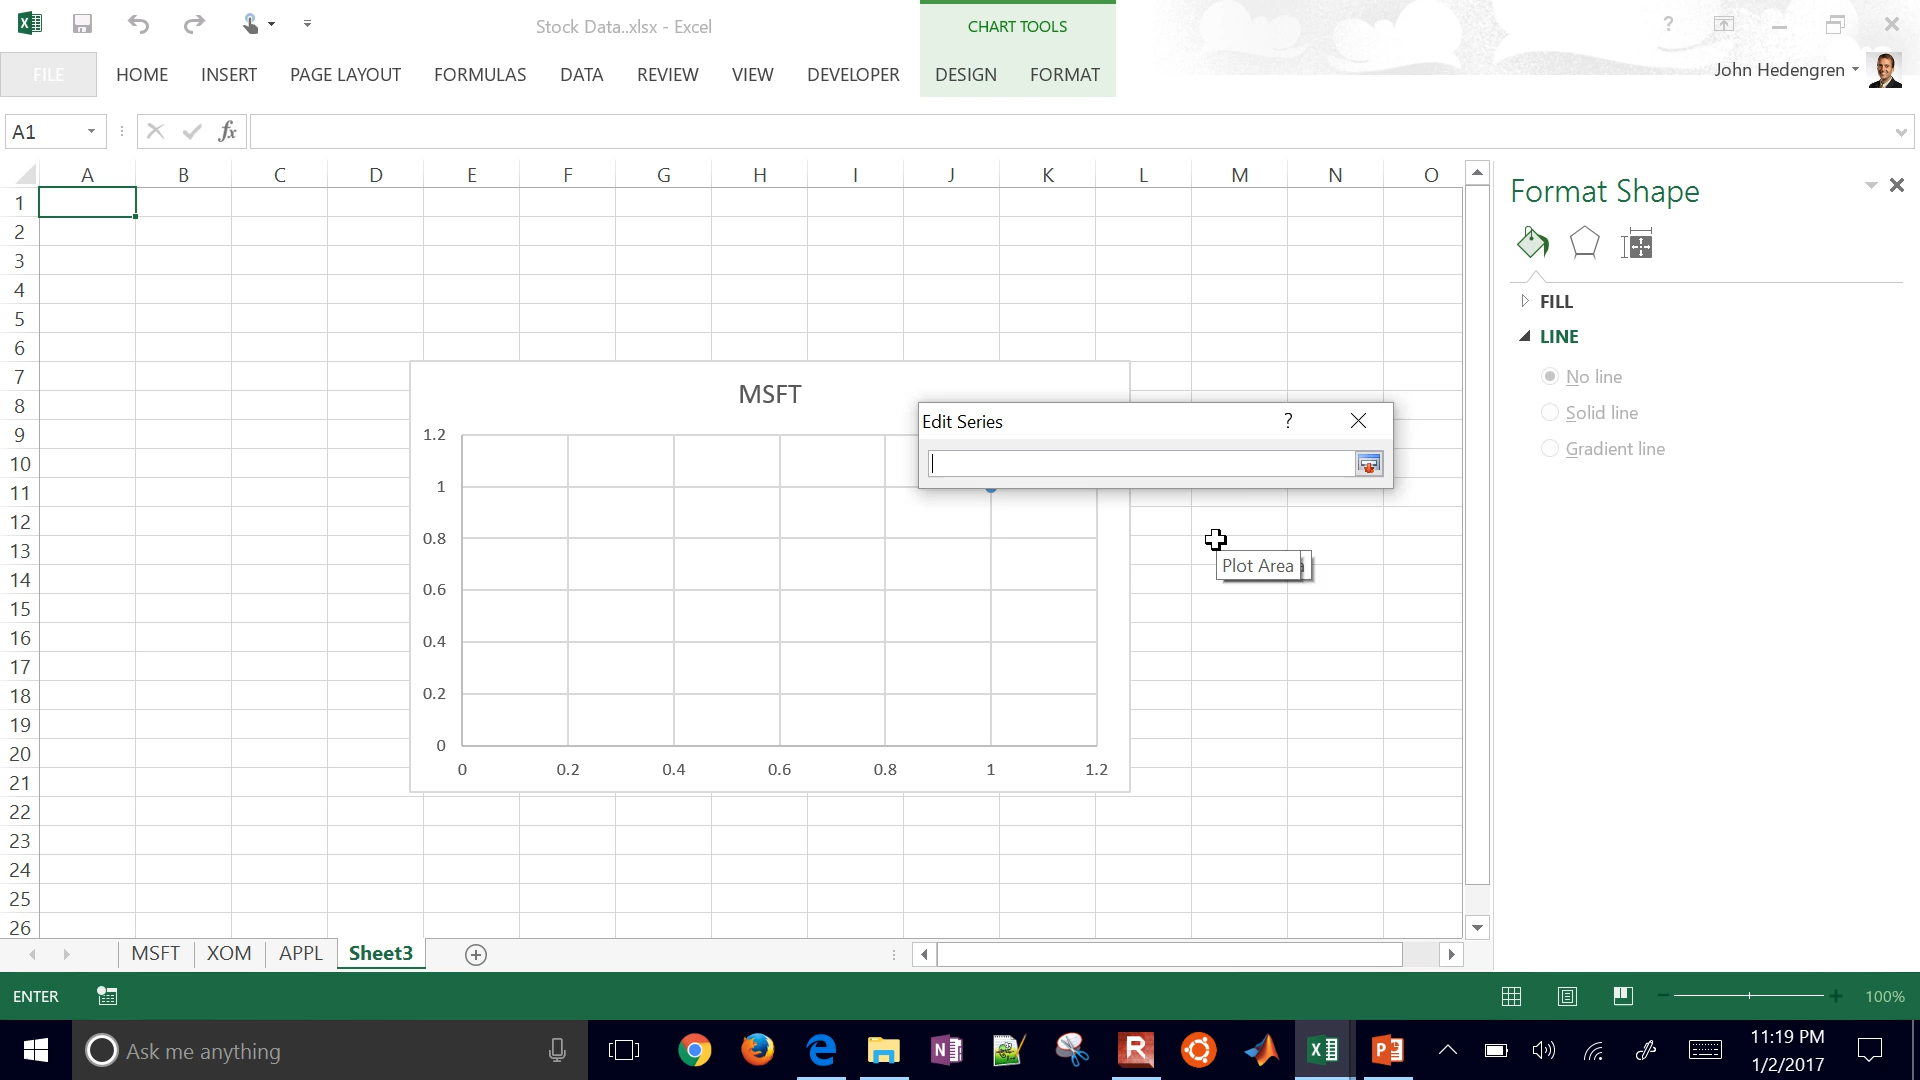 Stock Data..xlsx - Excel
CHART TOOLS
?
FILE HOME INSERT PAGE LAYOUT FORMULAS DATA REVIEW VIEW DEVELOPER DESIGN FORMAT
John Hedengren
A1
fx
A B C D E F G H I J K L M N O
1
2
3
4
5
6
7
8
9
10
11
12
13
14
15
16
17
18
19
20
21
22
23
24
25
26
MSFT
1.2
1
0.8
0.6
0.4
0.2
0
0 0.2 0.4 0.6 0.8 1 1.2
Edit Series ?
Plot Area
Format Shape
FILL
LINE
No line
Solid line
Gradient line
MSFT XOM APPL Sheet3
ENTER
100%
Ask me anything
11:19 PM
1/2/2017